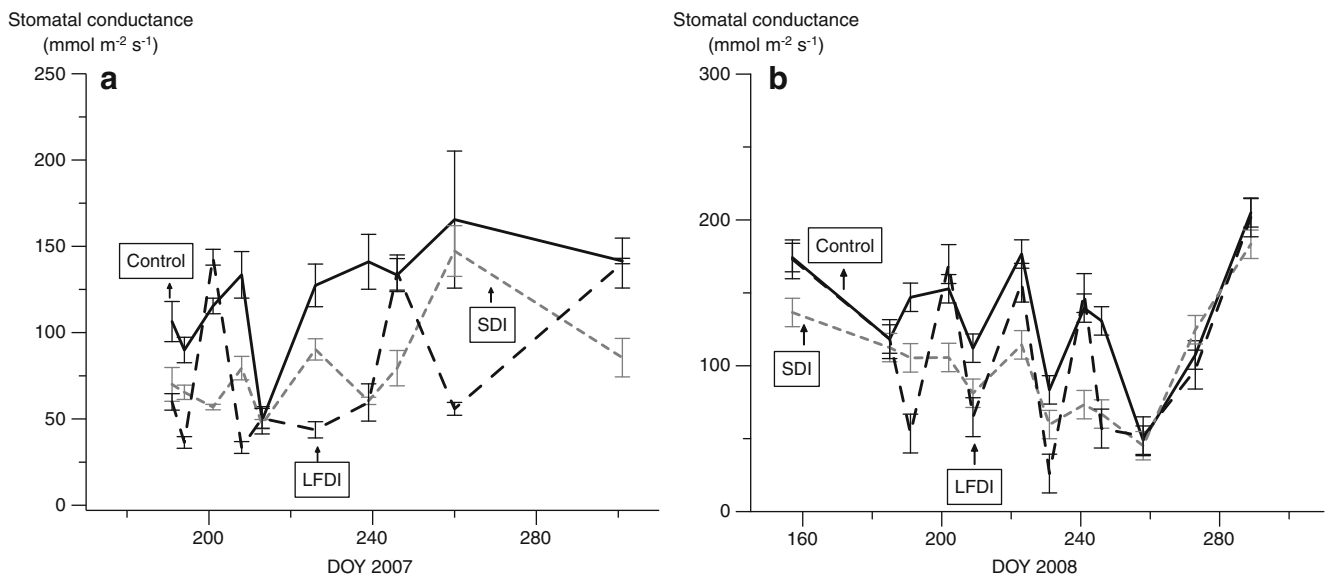 Stomatal conductance
(mmol m⁻² s⁻¹)
a
250
200
150
100
50
0
Control
SDI
LFDI
200
240
280
DOY 2007
Stomatal conductance
(mmol m⁻² s⁻¹)
b
300
200
100
0
Control
SDI
LFDI
160
200
240
280
DOY 2008